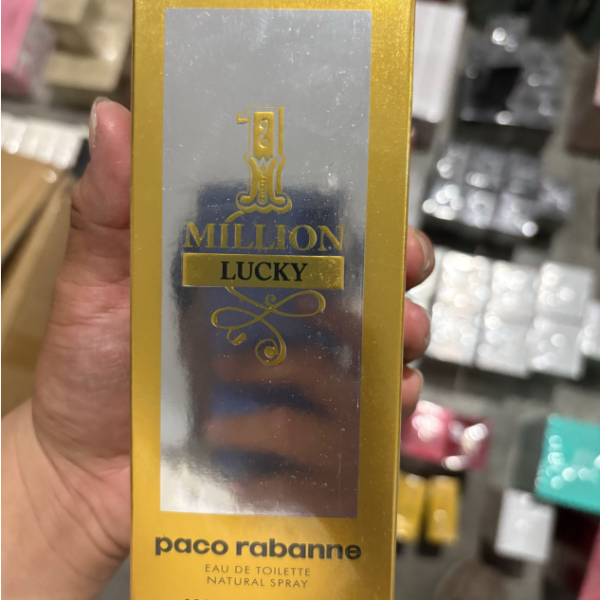 1
MILLION
LUCKY
paco rabanne
EAU DE TOILETTE
NATURAL SPRAY